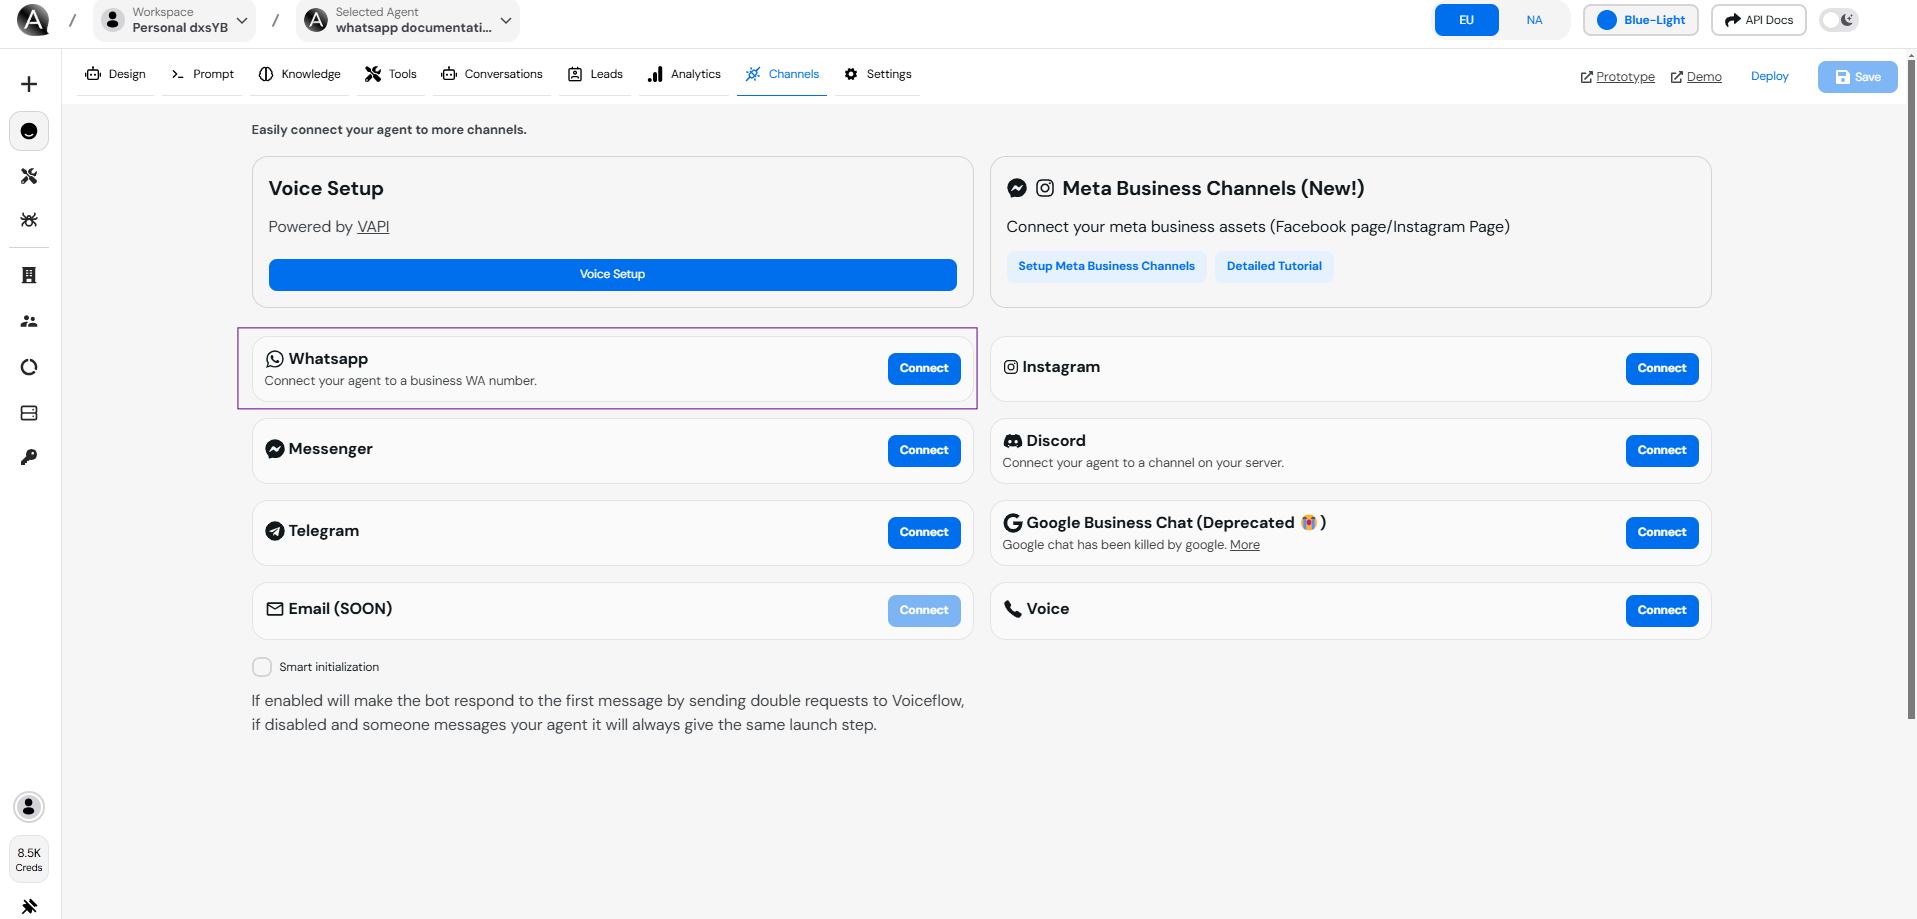 A / Workspace Personal dxsYB / A Selected Agent whatsapp documentati...
EU NA Blue-Light API Docs
Design Prompt Knowledge Tools Conversations Leads Analytics Channels Settings Prototype Demo Deploy Save
Easily connect your agent to more channels.
Voice Setup
Powered by VAPI
Voice Setup
Meta Business Channels (New!)
Connect your meta business assets (Facebook page/Instagram Page)
Setup Meta Business Channels Detailed Tutorial
Whatsapp
Connect your agent to a business WA number.
Connect
Instagram
Connect
Messenger
Connect
Discord
Connect your agent to a channel on your server.
Connect
Telegram
Connect
Google Business Chat (Deprecated )
Google chat has been killed by google. More
Connect
Email (SOON)
Connect
Voice
Connect
Smart initialization
If enabled will make the bot respond to the first message by sending double requests to Voiceflow,
if disabled and someone messages your agent it will always give the same launch step.
8.5K
Creds